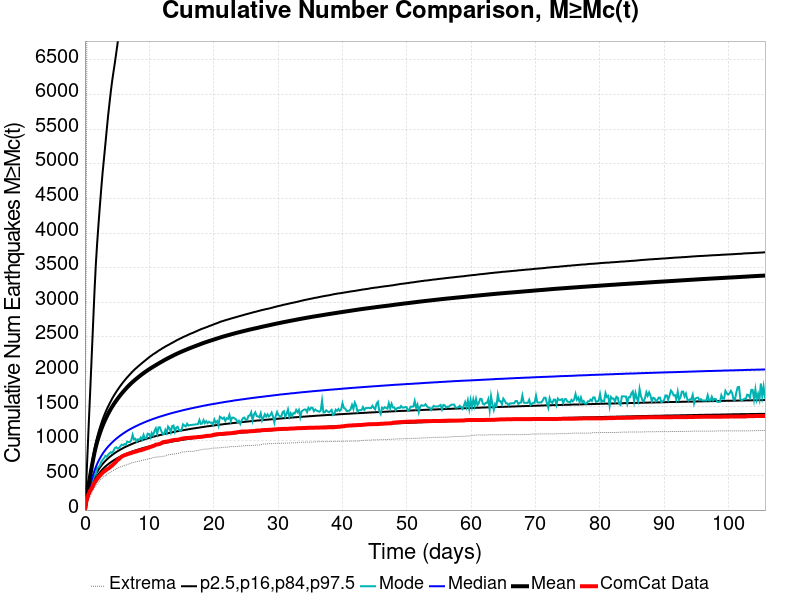 Cumulative Number Comparison, M≥Mc(t)
Cumulative Num Earthquakes M≥Mc(t)
6500
6000
5500
5000
4500
4000
3500
3000
2500
2000
1500
1000
500
0
0 10 20 30 40 50 60 70 80 90 100
Time (days)
Extrema p2.5,p16,p84,p97.5 Mode Median Mean ComCat Data